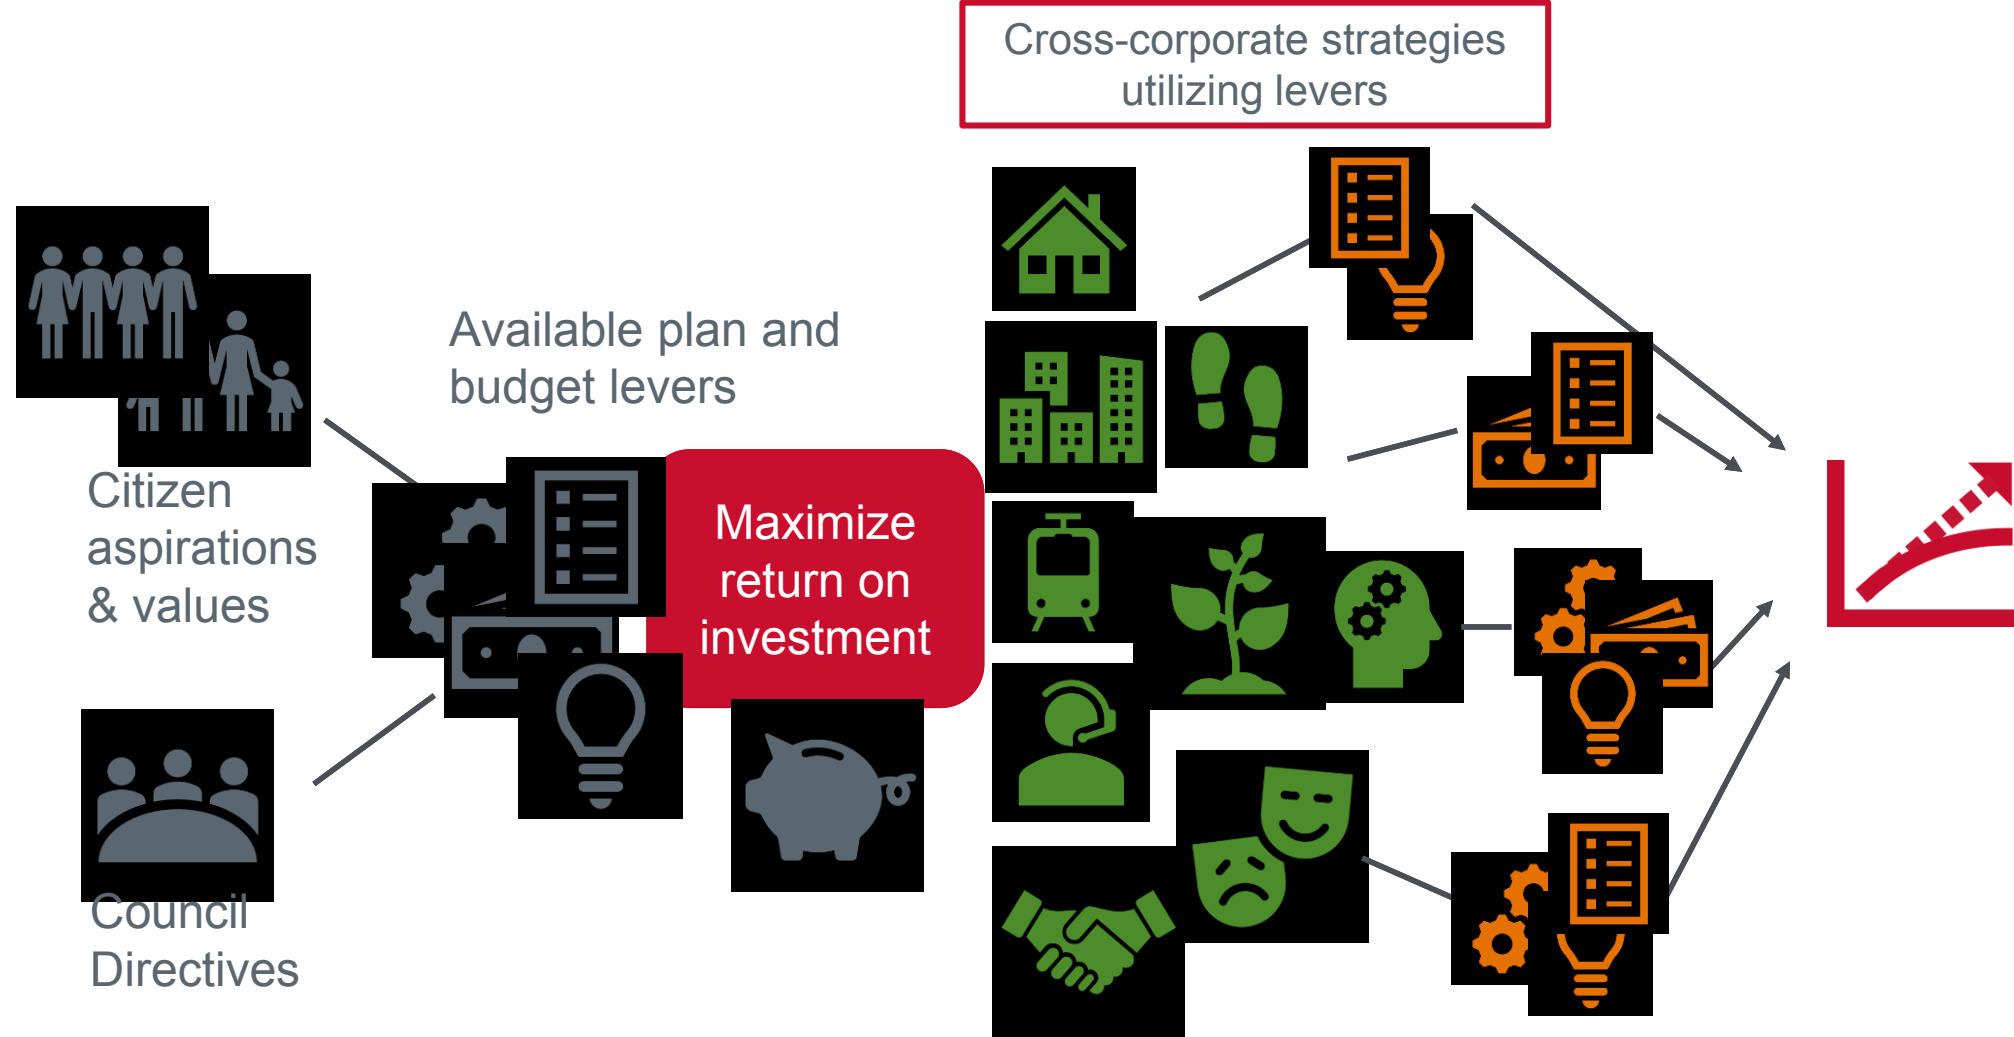 Cross-corporate strategies
utilizing levers
Available plan and
budget levers
Citizen
aspirations
& values
Maximize
return on
investment
Council
Directives